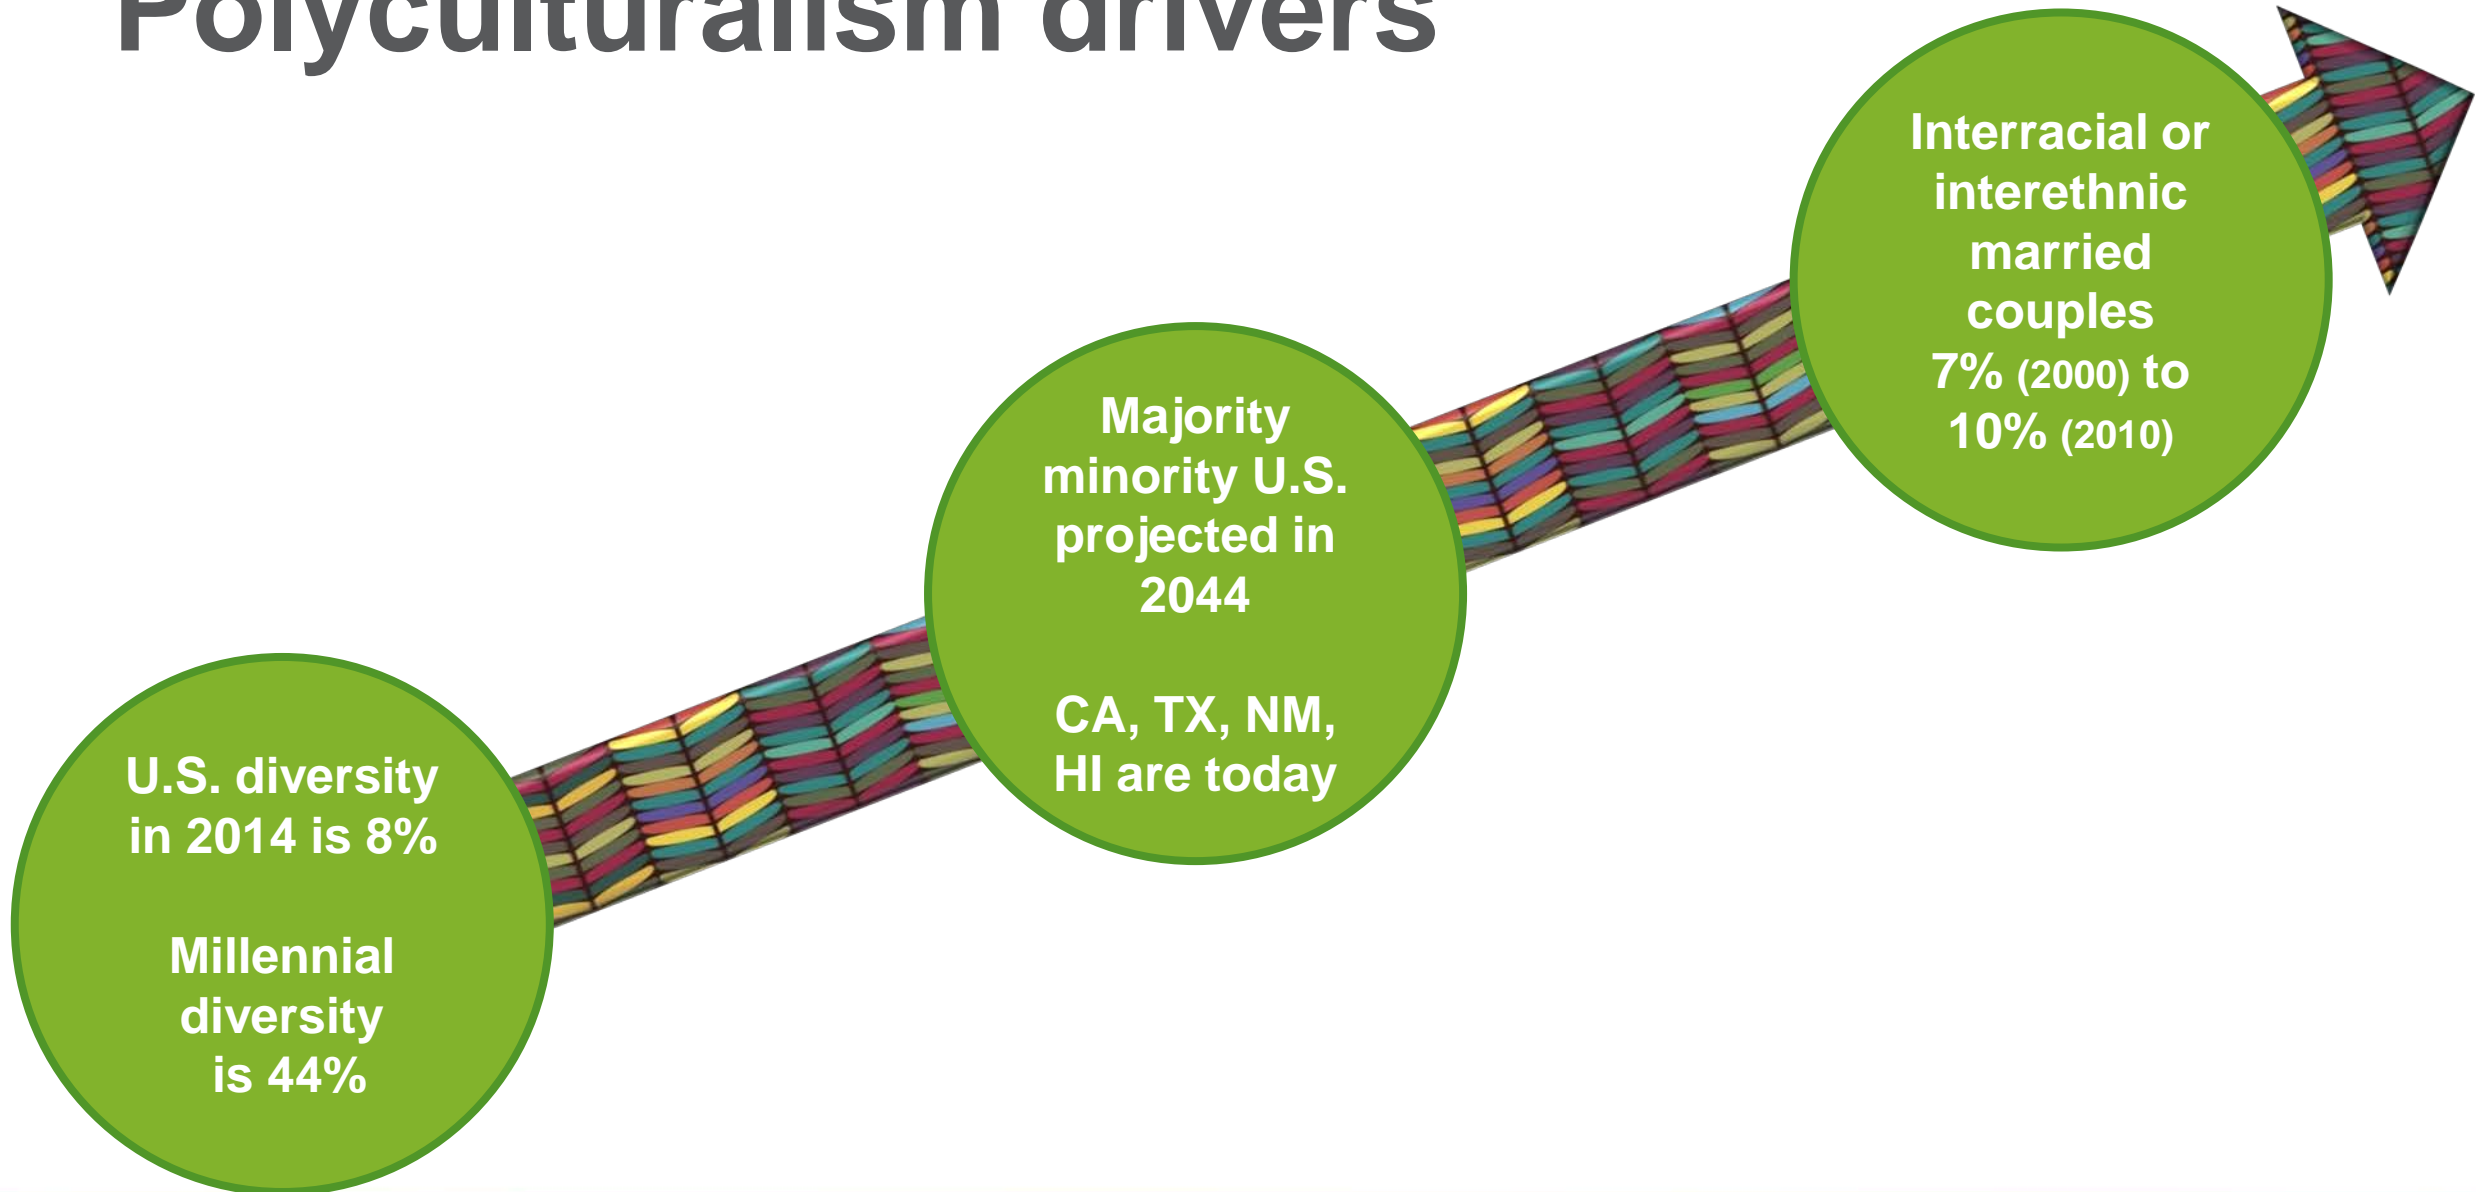 Polyculturalism drivers
Interracial or
interethnic
married
couples
7% (2000) to
10% (2010)
Majority
minority U.S.
projected in
2044
CA, TX, NM,
HI are today
U.S. diversity
in 2014 is 8%
Millennial
diversity
is 44%